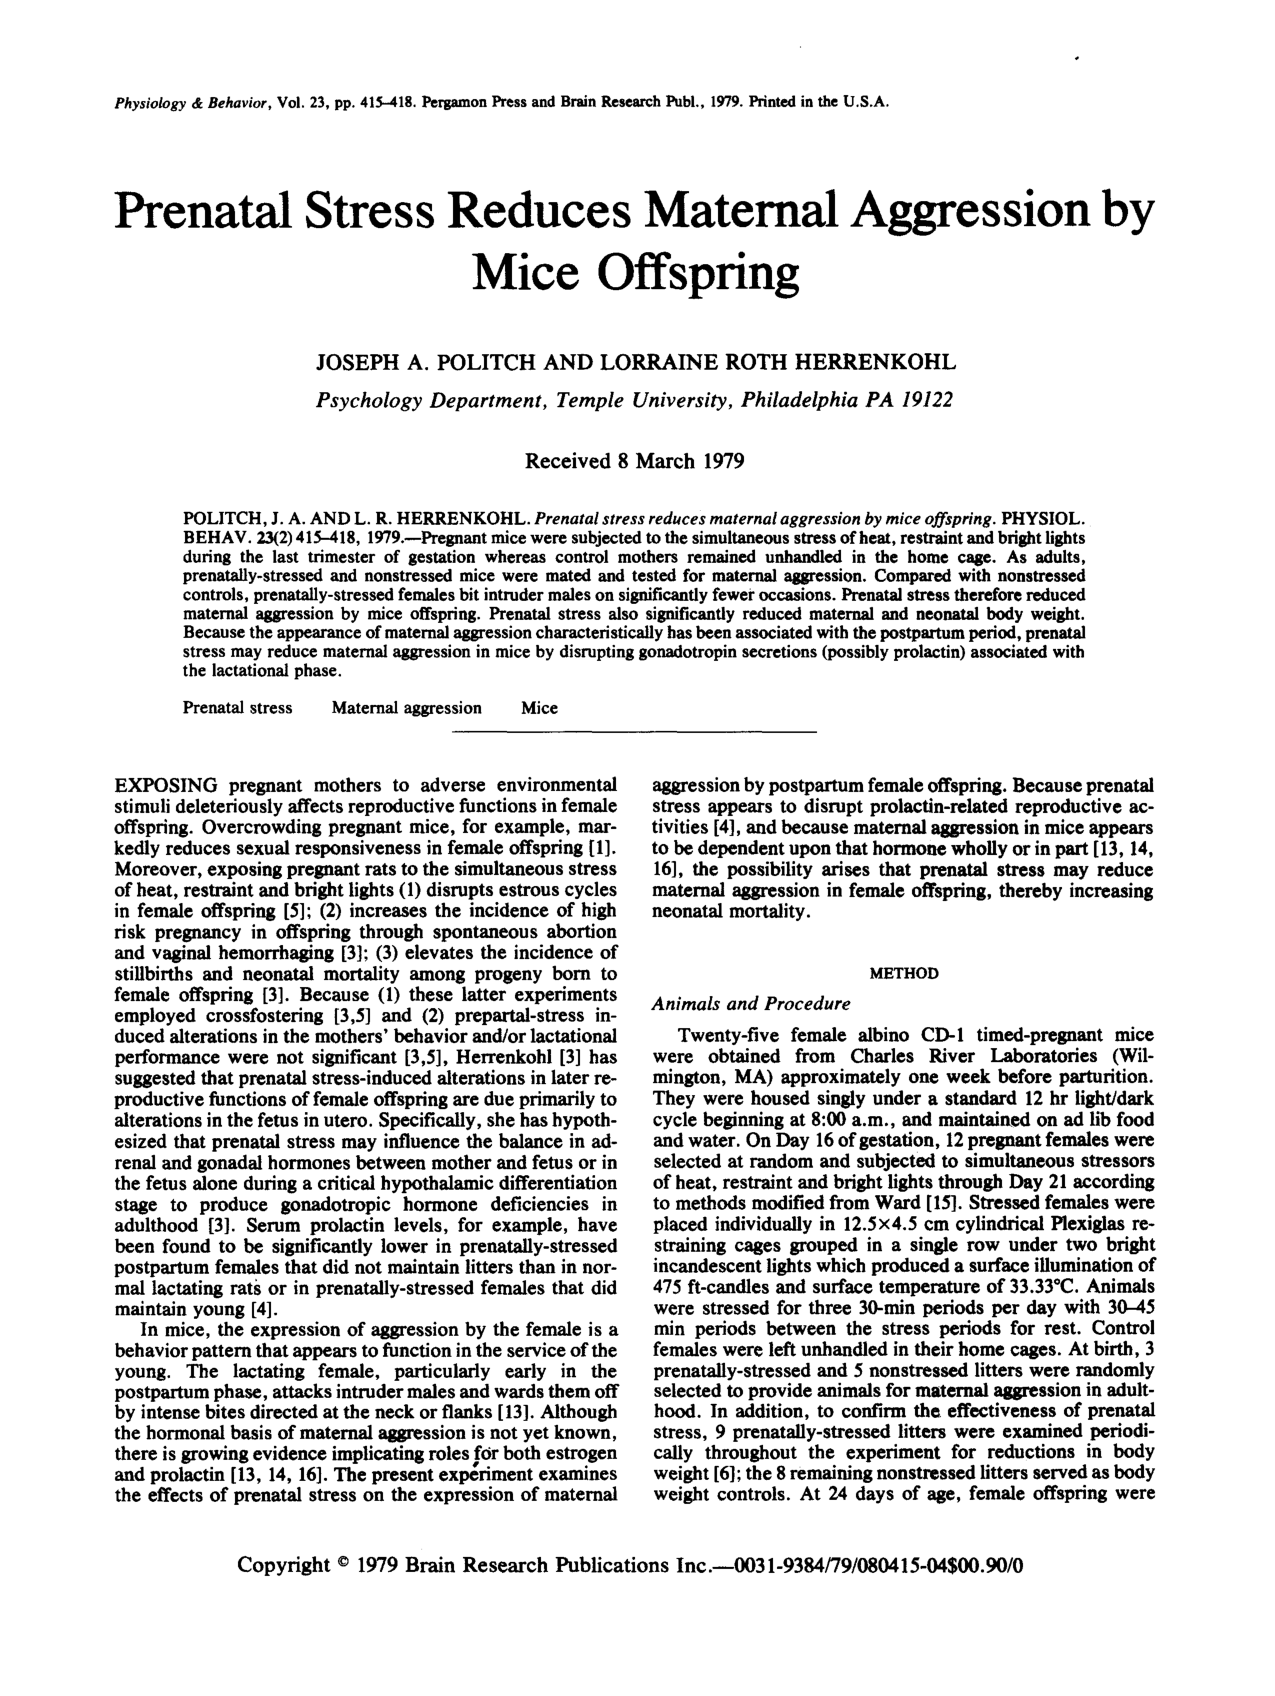 Physiology & Behavior, Vol. 23, pp. 415–418. Pergamon Press and Brain Research Publ., 1979. Printed in the U.S.A.
Prenatal Stress Reduces Maternal Aggression by
Mice Offspring
JOSEPH A. POLITCH AND LORRAINE ROTH HERRENKOHL
Psychology Department, Temple University, Philadelphia PA 19122
Received 8 March 1979
POLITCH, J. A. AND L. R. HERRENKOHL. Prenatal stress reduces maternal aggression by mice offspring. PHYSIOL.
BEHAV. 23(2) 415–418, 1979.—Pregnant mice were subjected to the simultaneous stress of heat, restraint and bright lights
during the last trimester of gestation whereas control mothers remained unhandled in the home cage. As adults,
prenatally-stressed and nonstressed mice were mated and tested for maternal aggression. Compared with nonstressed
controls, prenatally-stressed females bit intruder males on significantly fewer occasions. Prenatal stress therefore reduced
maternal aggression by mice offspring. Prenatal stress also significantly reduced maternal and neonatal body weight.
Because the appearance of maternal aggression characteristically has been associated with the postpartum period, prenatal
stress may reduce maternal aggression in mice by disrupting gonadotropin secretions (possibly prolactin) associated with
the lactational phase.
Prenatal stress Maternal aggression Mice
EXPOSING pregnant mothers to adverse environmental
stimuli deleteriously affects reproductive functions in female
offspring. Overcrowding pregnant mice, for example, mar-
kedly reduces sexual responsiveness in female offspring [1].
Moreover, exposing pregnant rats to the simultaneous stress
of heat, restraint and bright lights (1) disrupts estrous cycles
in female offspring [5]; (2) increases the incidence of high
risk pregnancy in offspring through spontaneous abortion
and vaginal hemorrhaging [3]; (3) elevates the incidence of
stillbirths and neonatal mortality among progeny born to
female offspring [3]. Because (1) these latter experiments
employed crossfostering [3,5] and (2) prepartal-stress in-
duced alterations in the mothers' behavior and/or lactational
performance were not significant [3,5], Herrenkohl [3] has
suggested that prenatal stress-induced alterations in later re-
productive functions of female offspring are due primarily to
alterations in the fetus in utero. Specifically, she has hypoth-
esized that prenatal stress may influence the balance in ad-
renal and gonadal hormones between mother and fetus or in
the fetus alone during a critical hypothalamic differentiation
stage to produce gonadotropic hormone deficiencies in
adulthood [3]. Serum prolactin levels, for example, have
been found to be significantly lower in prenatally-stressed
postpartum females that did not maintain litters than in nor-
mal lactating rats or in prenatally-stressed females that did
maintain young [4].
In mice, the expression of aggression by the female is a
behavior pattern that appears to function in the service of the
young. The lactating female, particularly early in the
postpartum phase, attacks intruder males and wards them off
by intense bites directed at the neck or flanks [13]. Although
the hormonal basis of maternal aggression is not yet known,
there is growing evidence implicating roles for both estrogen
and prolactin [13, 14, 16]. The present experiment examines
the effects of prenatal stress on the expression of maternal
aggression by postpartum female offspring. Because prenatal
stress appears to disrupt prolactin-related reproductive ac-
tivities [4], and because maternal aggression in mice appears
to be dependent upon that hormone wholly or in part [13, 14,
16], the possibility arises that prenatal stress may reduce
maternal aggression in female offspring, thereby increasing
neonatal mortality.
METHOD
Animals and Procedure
Twenty-five female albino CD-1 timed-pregnant mice
were obtained from Charles River Laboratories (Wil-
mington, MA) approximately one week before parturition.
They were housed singly under a standard 12 hr light/dark
cycle beginning at 8:00 a.m., and maintained on ad lib food
and water. On Day 16 of gestation, 12 pregnant females were
selected at random and subjected to simultaneous stressors
of heat, restraint and bright lights through Day 21 according
to methods modified from Ward [15]. Stressed females were
placed individually in 12.5×4.5 cm cylindrical Plexiglas re-
straining cages grouped in a single row under two bright
incandescent lights which produced a surface illumination of
475 ft-candles and surface temperature of 33.33°C. Animals
were stressed for three 30-min periods per day with 30–45
min periods between the stress periods for rest. Control
females were left unhandled in their home cages. At birth, 3
prenatally-stressed and 5 nonstressed litters were randomly
selected to provide animals for maternal aggression in adult-
hood. In addition, to confirm the effectiveness of prenatal
stress, 9 prenatally-stressed litters were examined periodi-
cally throughout the experiment for reductions in body
weight [6]; the 8 remaining nonstressed litters served as body
weight controls. At 24 days of age, female offspring were
Copyright © 1979 Brain Research Publications Inc.—0031-9384/79/080415-04$00.90/0